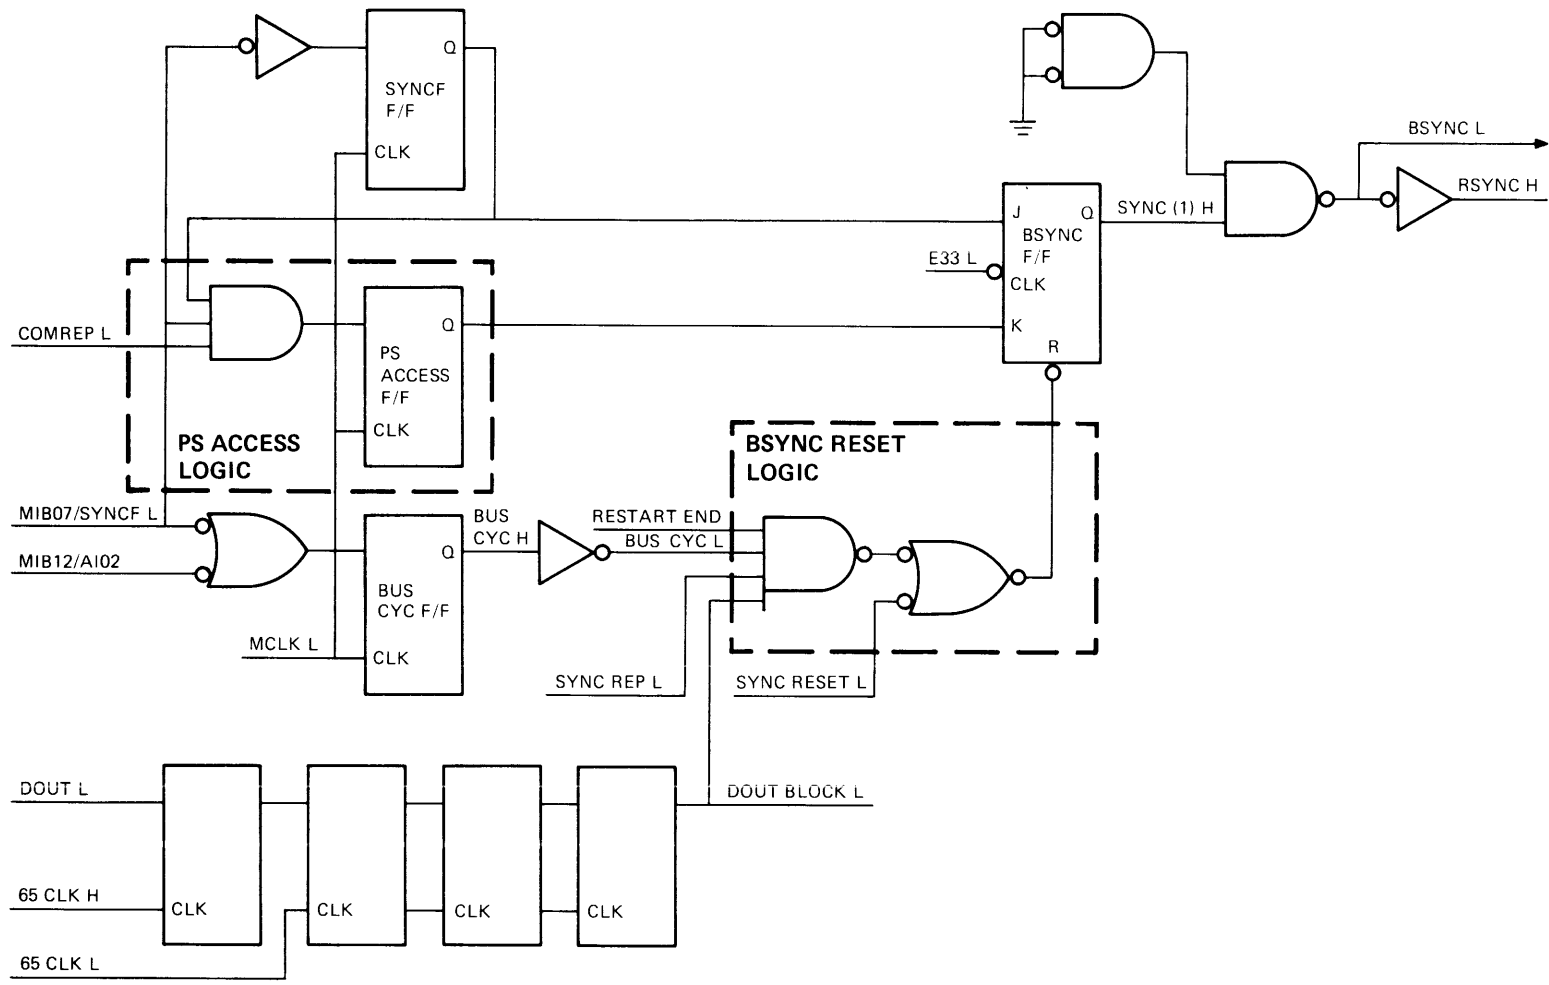 Q
SYNCF
F/F
CLK
BSYNC L
RSYNC H
J
Q
SYNC (1) H
BSYNC
F/F
E33 L
CLK
K
R
COMREP L
Q
PS
ACCESS
F/F
CLK
PS ACCESS
LOGIC
BSYNC RESET
LOGIC
MIB07/SYNCF L
MIB12/AI02
BUS
CYC H
Q
RESTART END
BUS CYC L
BUS
CYC F/F
MCLK L
CLK
SYNC REP L
SYNC RESET L
DOUT L
DOUT BLOCK L
65 CLK H
CLK
CLK
CLK
CLK
65 CLK L